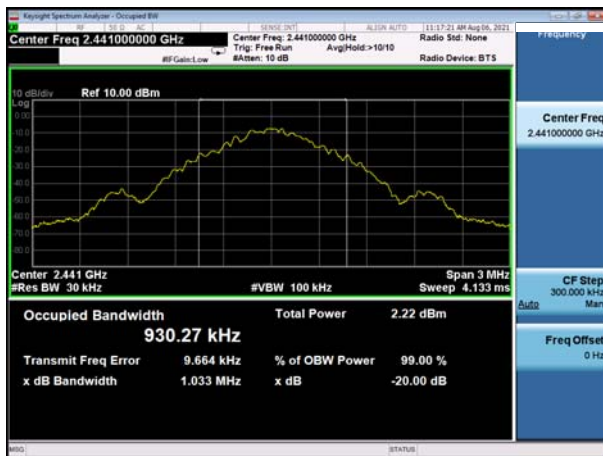 Keysight Spectrum Analyzer - Occupied BW
RF 50 Ω AC SENSE:INT ALIGN AUTO 11:17:21 AM Aug 06, 2021
Center Freq 2.441000000 GHz
Center Freq: 2.441000000 GHz
Radio Std: None
Trig: Free Run Avg|Hold:>10/10
#IFGain:Low
#Atten: 10 dB
Radio Device: BTS
Frequency
10 dB/div Ref 10.00 dBm
Log
0.00
-10.0
-20.0
-30.0
-40.0
-50.0
-60.0
-70.0
-80.0
Center Freq
2.441000000 GHz
Center 2.441 GHz Span 3 MHz
#Res BW 30 kHz #VBW 100 kHz Sweep 4.133 ms
CF Step
300.000 kHz
Auto Man
Occupied Bandwidth Total Power 2.22 dBm
930.27 kHz
Transmit Freq Error 9.664 kHz % of OBW Power 99.00 %
x dB Bandwidth 1.033 MHz x dB -20.00 dB
Freq Offset
0 Hz
MSG STATUS